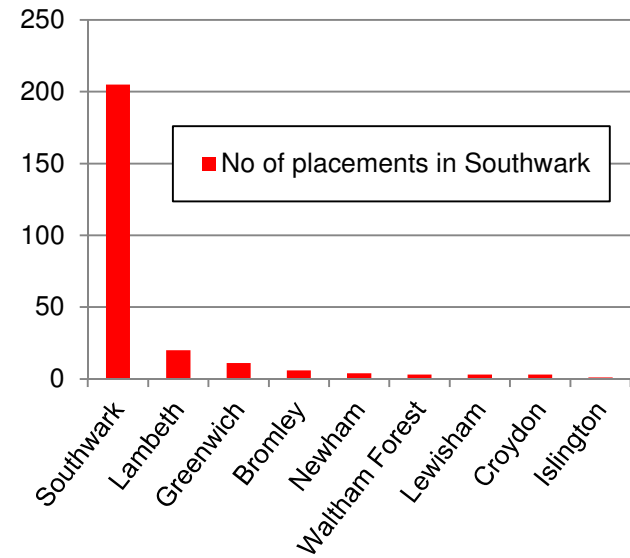 250
200
150
100
50
0
No of placements in Southwark
Southwark
Lambeth
Greenwich
Bromley
Newham
Waltham Forest
Lewisham
Croydon
Islington